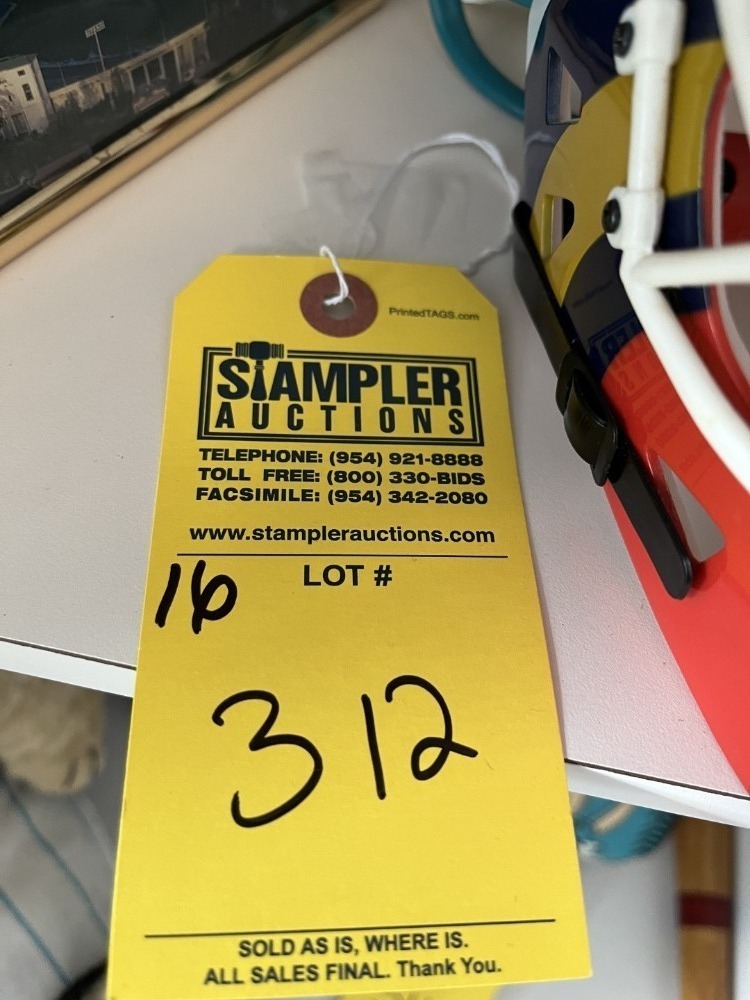 PrintedTAGS.com
STAMPLER
AUCTIONS
TELEPHONE: (954) 921-8888
TOLL FREE: (800) 330-BIDS
FACSIMILE: (954) 342-2080
www.stamplerauctions.com
LOT #
16
312
SOLD AS IS, WHERE IS.
ALL SALES FINAL. Thank You.